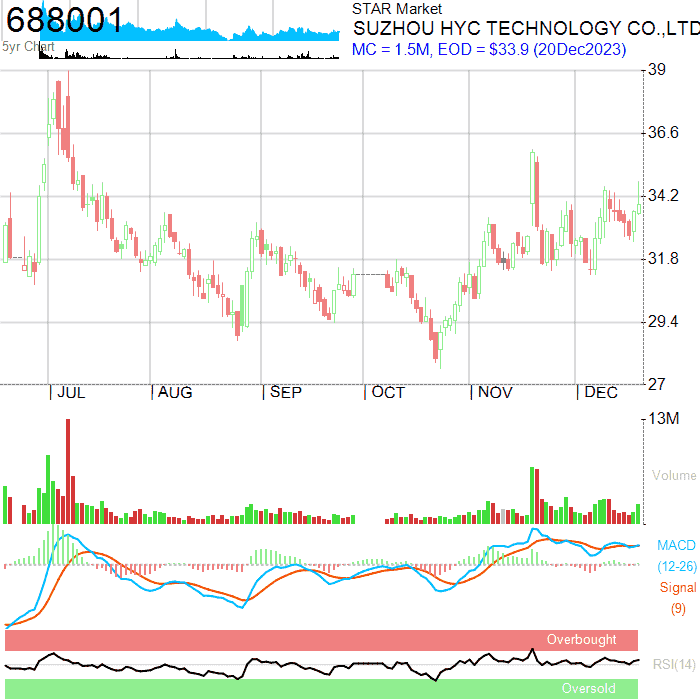 688001
5yr Chart
STAR Market
SUZHOU HYC TECHNOLOGY CO.,LTD
MC = 1.5M, EOD = $33.9 (20Dec2023)
39
36.6
34.2
31.8
29.4
27
JUL
AUG
SEP
OCT
NOV
DEC
13M
Volume
MACD
(12-26)
Signal
(9)
Overbought
RSI(14)
Oversold